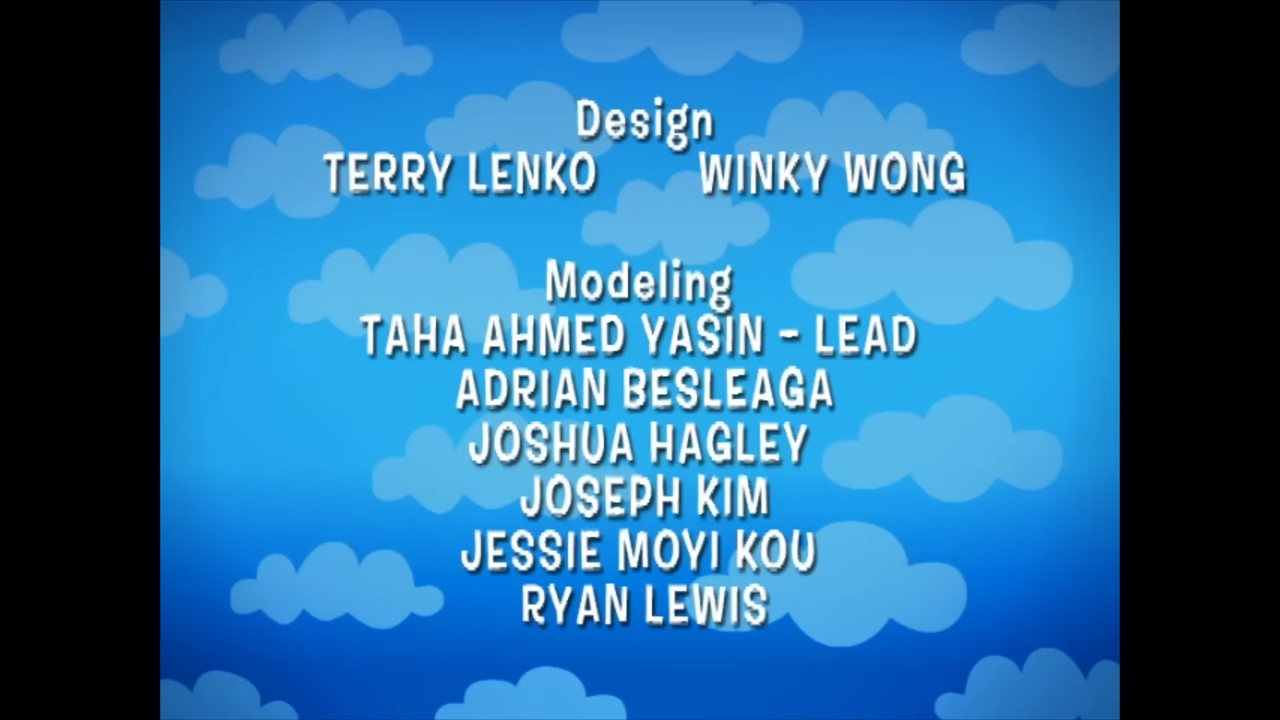 Design
TERRY LENKO WINKY WONG
Modeling
TAHA AHMED YASIN - LEAD
ADRIAN BESLEAGA
JOSHUA HAGLEY
JOSEPH KIM
JESSIE MOYI KOU
RYAN LEWIS